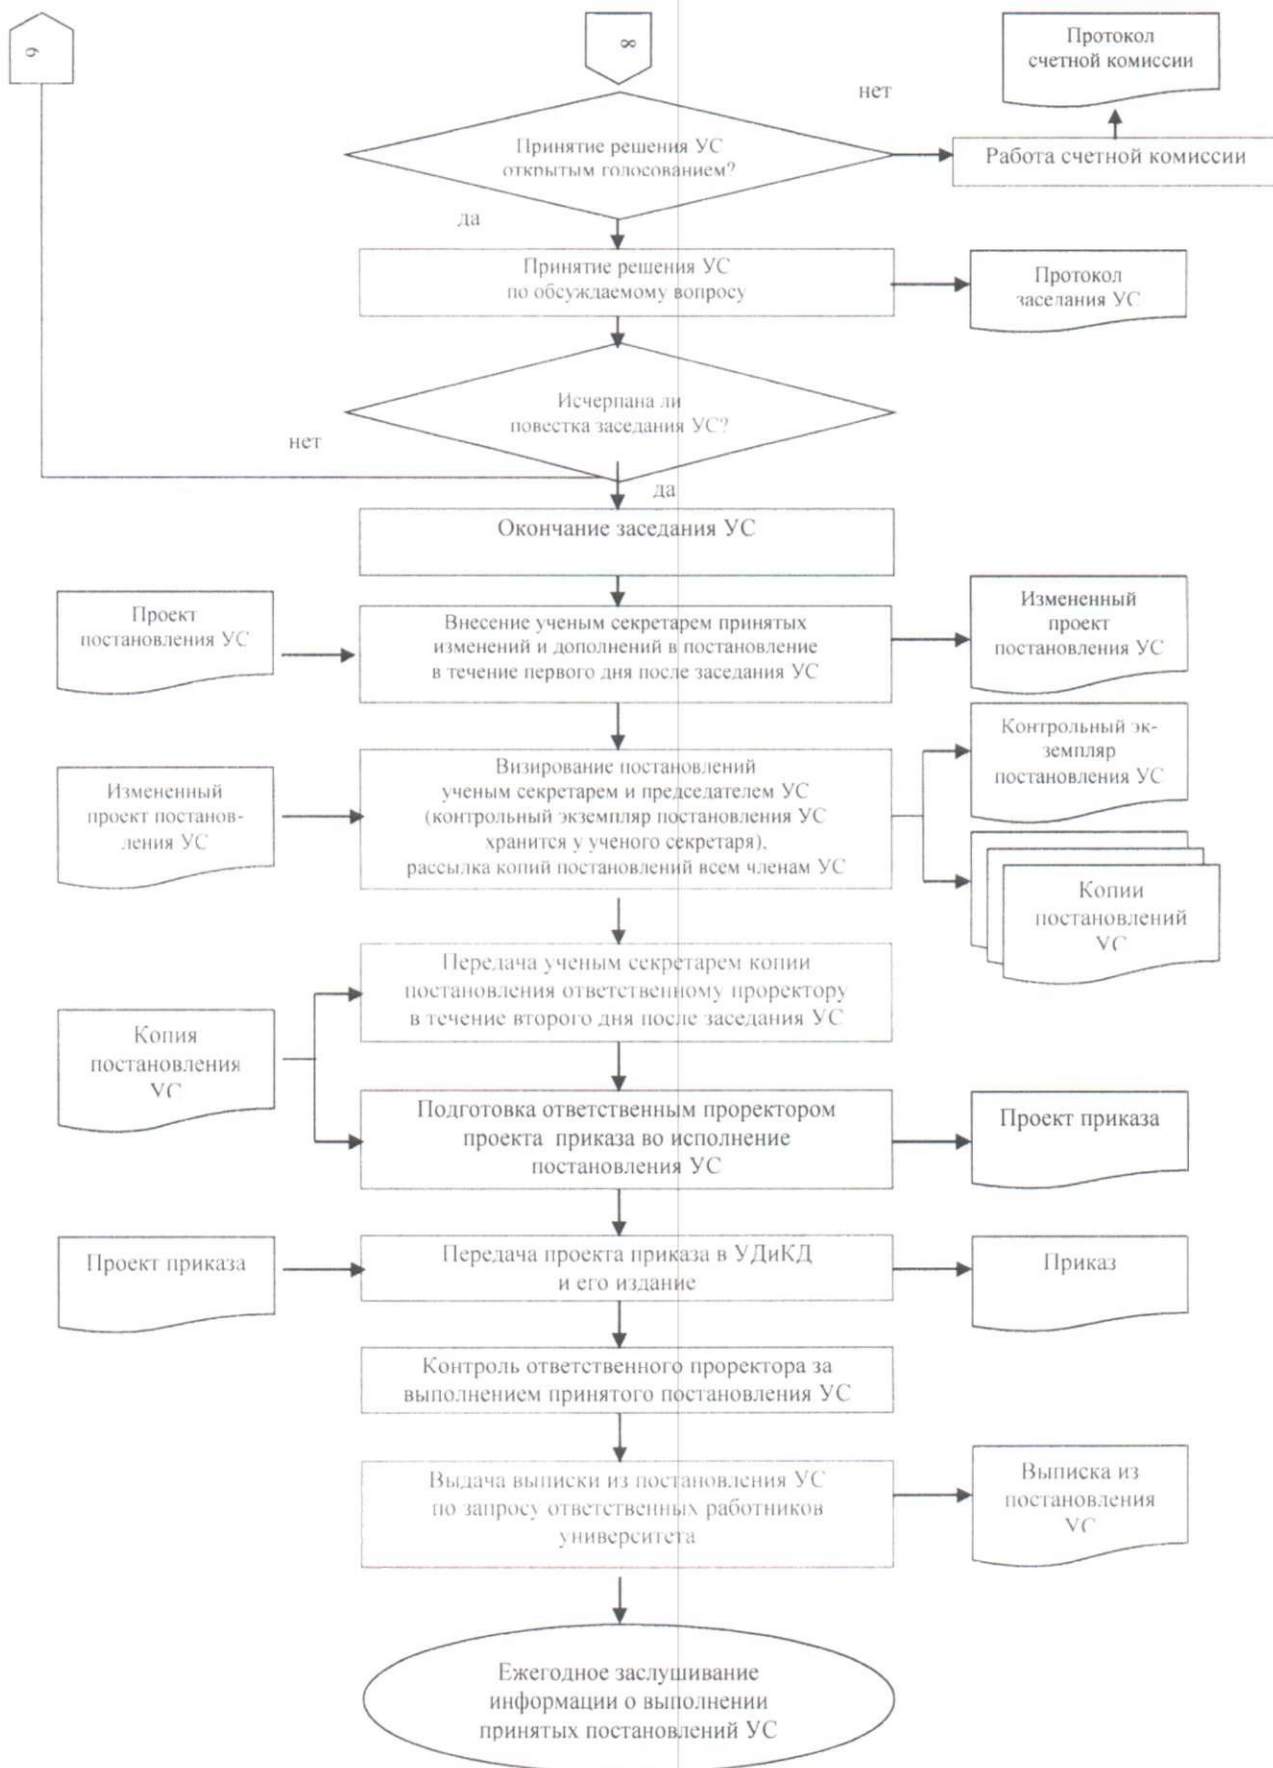 9
8
Протокол
счетной комиссии
нет
Принятие решения УС
открытым голосованием?
Работа счетной комиссии
да
Принятие решения УС
по обсуждаемому вопросу
Протокол
заседания УС
Исчерпана ли
повестка заседания УС?
нет
да
Окончание заседания УС
Проект
постановления УС
Внесение ученым секретарем принятых
изменений и дополнений в постановление
в течение первого дня после заседания УС
Измененный
проект
постановления УС
Измененный
проект постанов-
ления УС
Визирование постановлений
ученым секретарем и председателем УС
(контрольный экземпляр постановления УС
хранится у ученого секретаря),
рассылка копий постановлений всем членам УС
Контрольный эк-
земпляр
постановления УС
Копии
постановлений
УС
Передача ученым секретарем копии
постановления ответственному проректору
в течение второго дня после заседания УС
Копия
постановления
УС
Подготовка ответственным проректором
проекта приказа во исполнение
постановления УС
Проект приказа
Проект приказа
Передача проекта приказа в УДиКД
и его издание
Приказ
Контроль ответственного проректора за
выполнением принятого постановления УС
Выдача выписки из постановления УС
по запросу ответственных работников
университета
Выписка из
постановления
УС
Ежегодное заслушивание
информации о выполнении
принятых постановлений УС